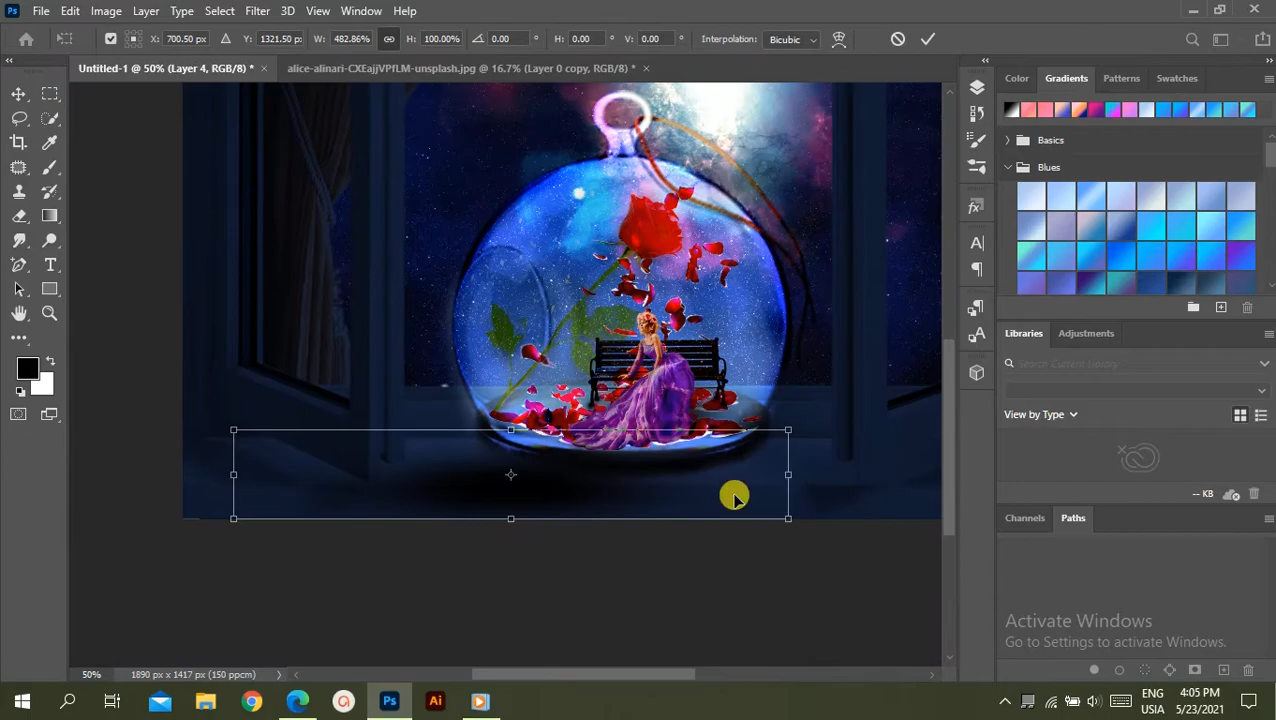 Ps File Edit Image Layer Type Select Filter 3D View Window Help
X: 700.50 px Y: 1321.50 px W: 482.86% H: 100.00% 0.00 ° H: 0.00 ° V: 0.00 ° Interpolation: Bicubic
Untitled-1 @ 50% (Layer 4, RGB/8) * × alice-alinari-CXEajjVPfLM-unsplash.jpg @ 16.7% (Layer 0 copy, RGB/8) * ×
Color Gradients Patterns Swatches
Basics
Blues
Libraries Adjustments
View by Type
-- KB
Channels Paths
Activate Windows
Go to Settings to activate Windows.
50% 1890 px x 1417 px (150 ppcm)
Ps Ai
ENG
USIA
4:05 PM
5/23/2021